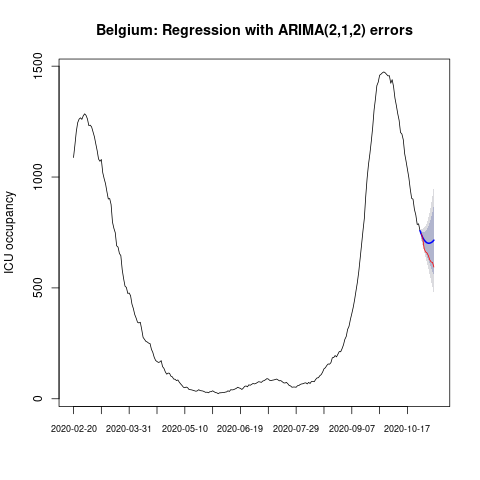 Belgium: Regression with ARIMA(2,1,2) errors
ICU occupancy
1500
1000
500
0
2020-02-20 2020-03-31 2020-05-10 2020-06-19 2020-07-29 2020-09-07 2020-10-17